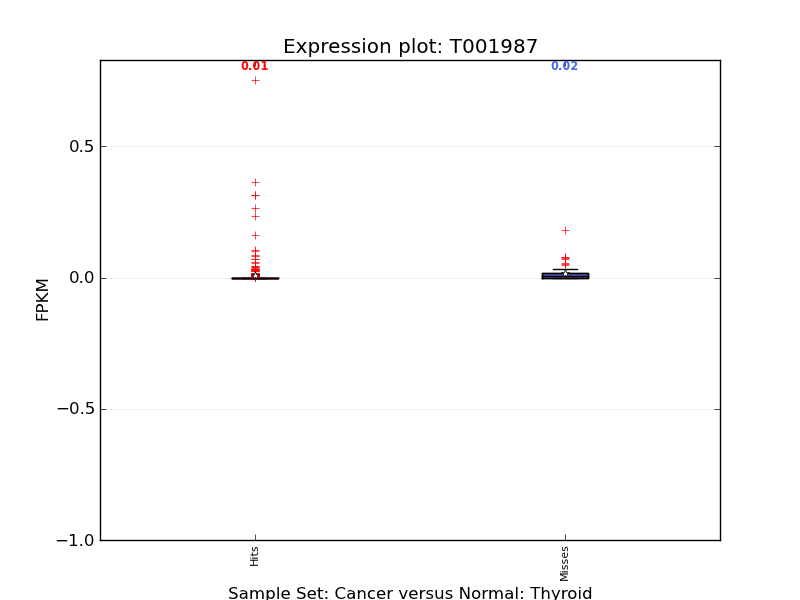 Expression plot: T001987
0.01
0.02
0.5
0.0
−0.5
−1.0
FPKM
Hits
Misses
Sample Set: Cancer versus Normal: Thyroid